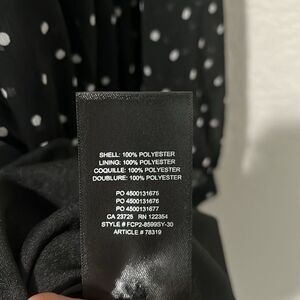 SHELL: 100% POLYESTER
LINING: 100% POLYESTER
COQUILLE: 100% POLYESTER
DOUBLURE: 100% POLYESTER
PO 4500131675
PO 4500131676
PO 4500131677
CA 23725 RN 122354
STYLE # FCP2-8599SY-30
ARTICLE # 78319